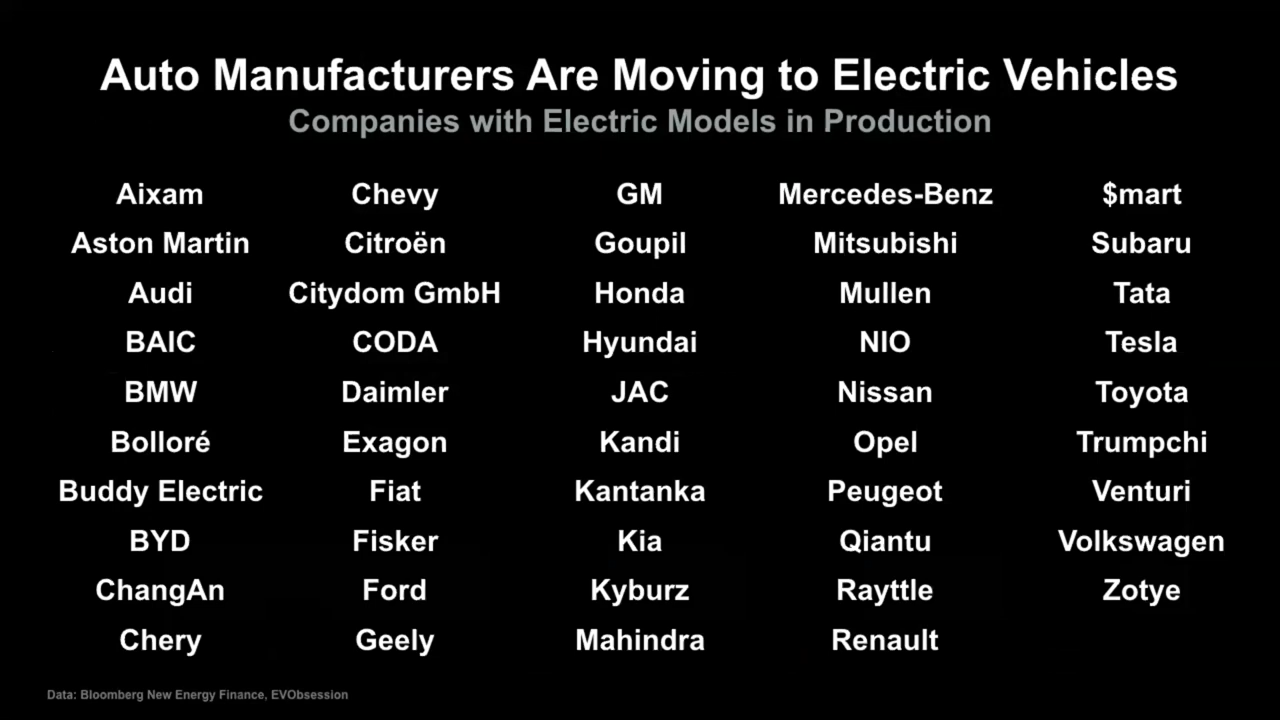 Auto Manufacturers Are Moving to Electric Vehicles
Companies with Electric Models in Production
Aixam
Aston Martin
Audi
BAIC
BMW
Bolloré
Buddy Electric
BYD
ChangAn
Chery
Chevy
Citroën
Citydom GmbH
CODA
Daimler
Exagon
Fiat
Fisker
Ford
Geely
GM
Goupil
Honda
Hyundai
JAC
Kandi
Kantanka
Kia
Kyburz
Mahindra
Mercedes-Benz
Mitsubishi
Mullen
NIO
Nissan
Opel
Peugeot
Qiantu
Rayttle
Renault
$mart
Subaru
Tata
Tesla
Toyota
Trumpchi
Venturi
Volkswagen
Zotye
Data: Bloomberg New Energy Finance, EVObsession